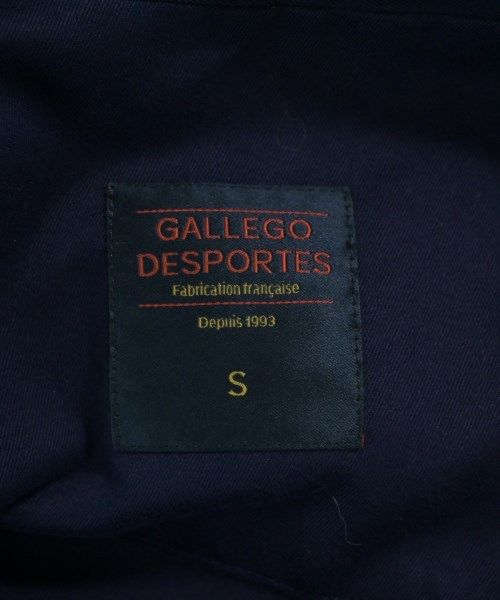 GALLEGO
DESPORTES
Fabrication française
Depuis 1993
S